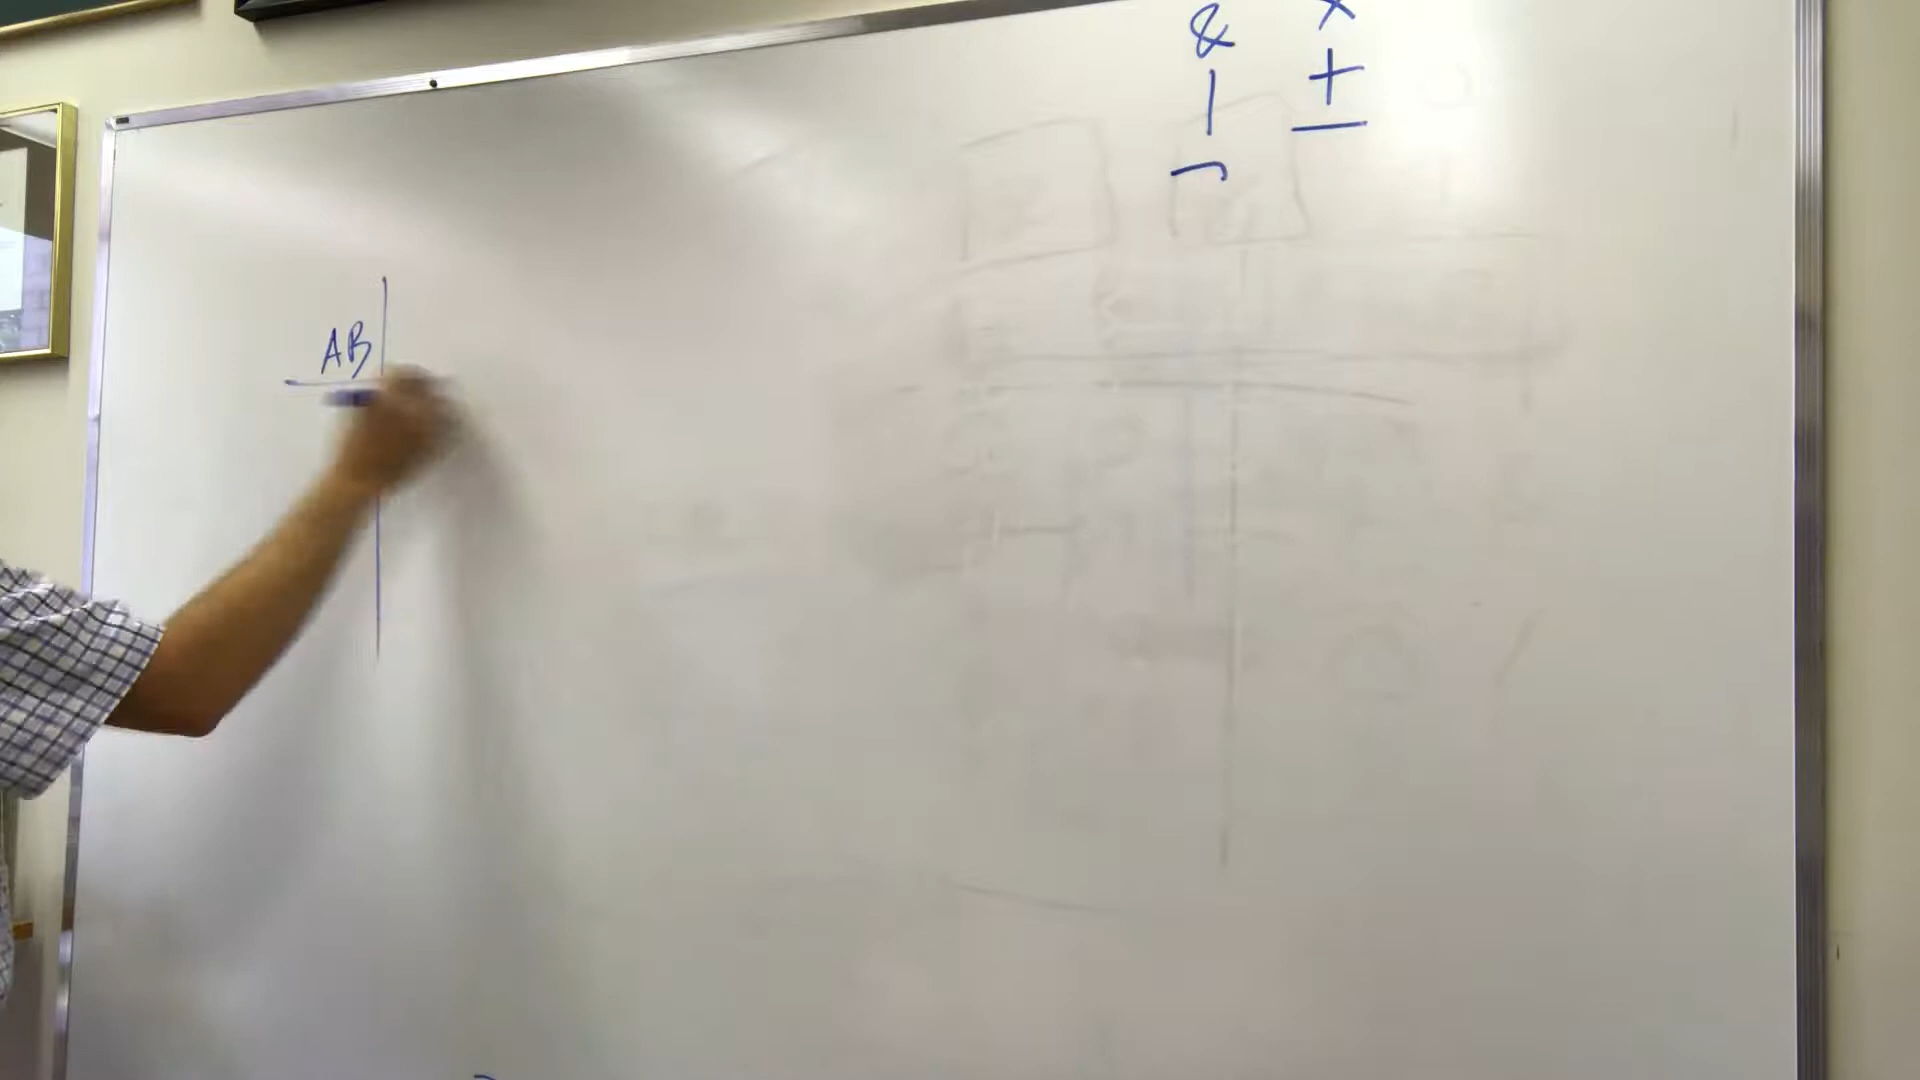 & ×
| +
¬ —
AB